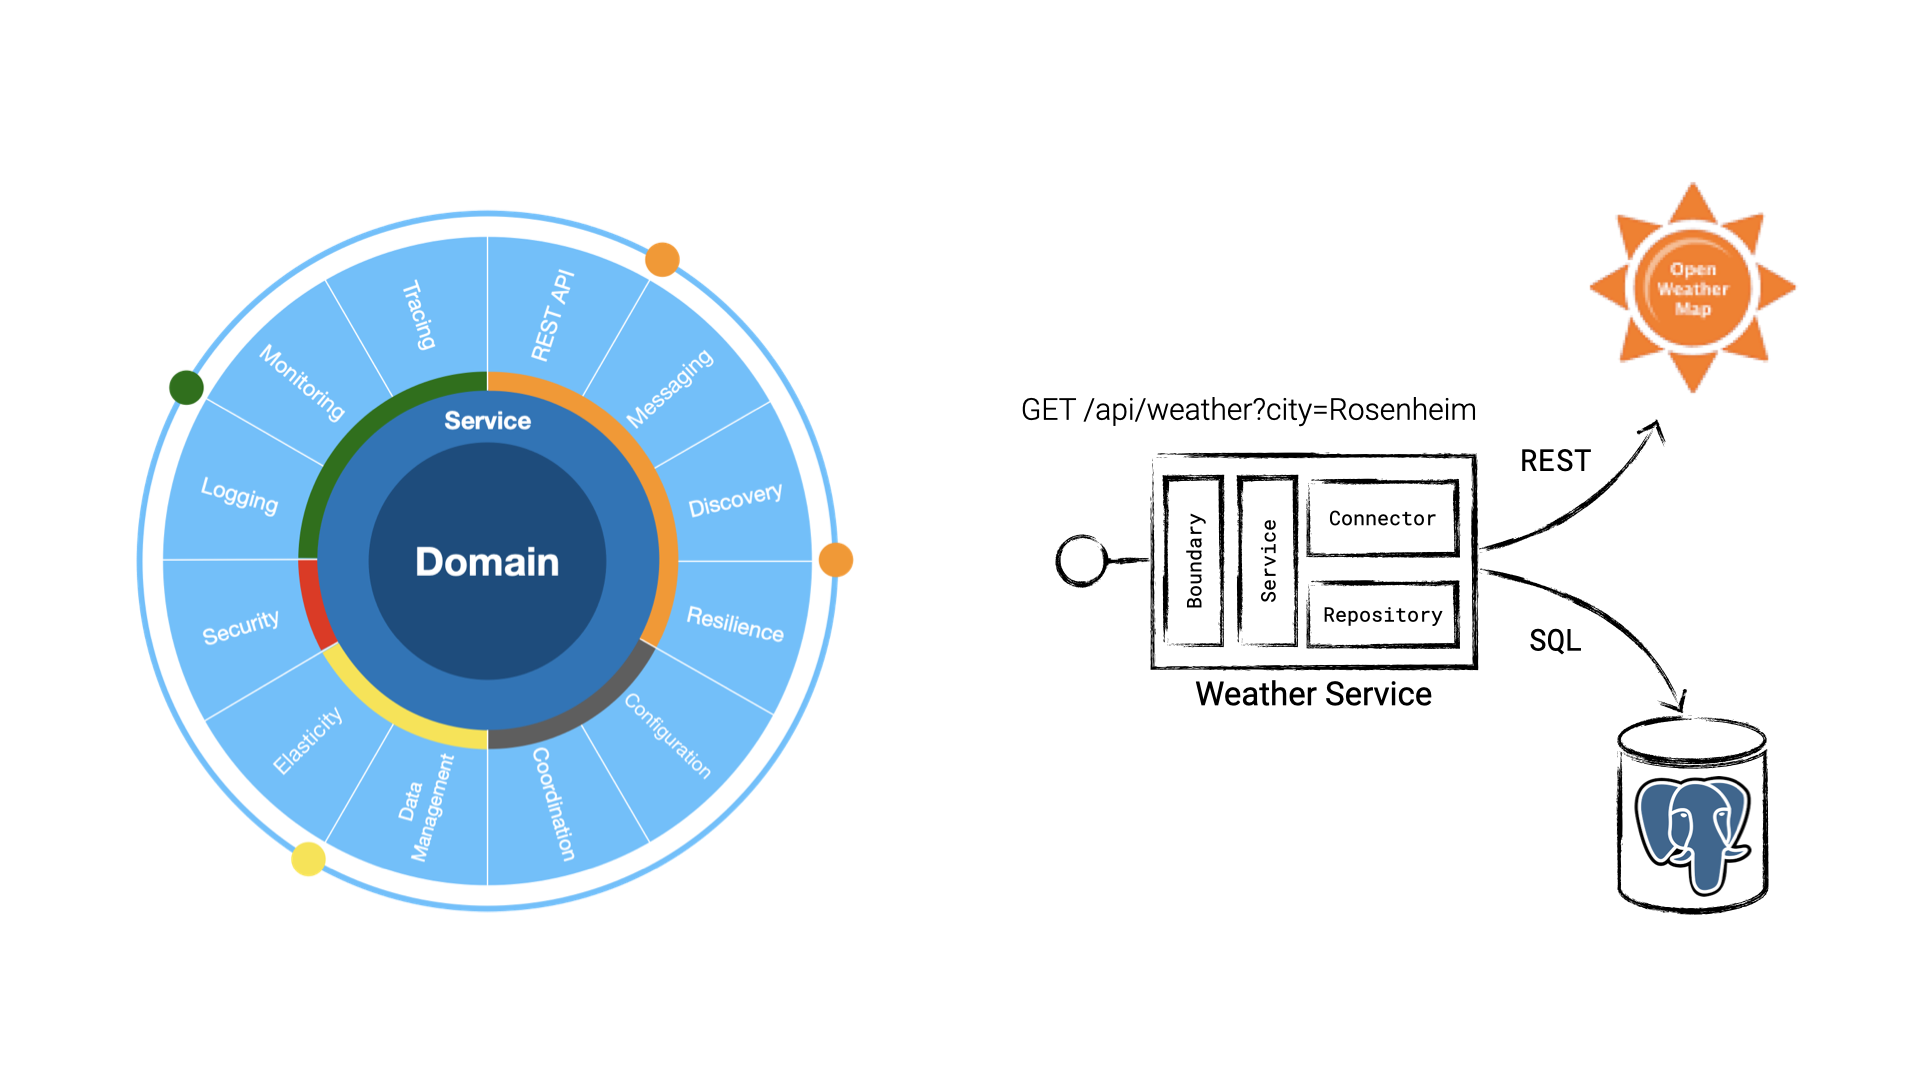 Tracing
REST API
Monitoring
Messaging
Logging
Service
Discovery
Domain
Security
Resilience
Elasticity
Configuration
Data
Management
Coordination
Open
Weather
Map
GET /api/weather?city=Rosenheim
REST
Boundary
Service
Connector
Repository
SQL
Weather Service